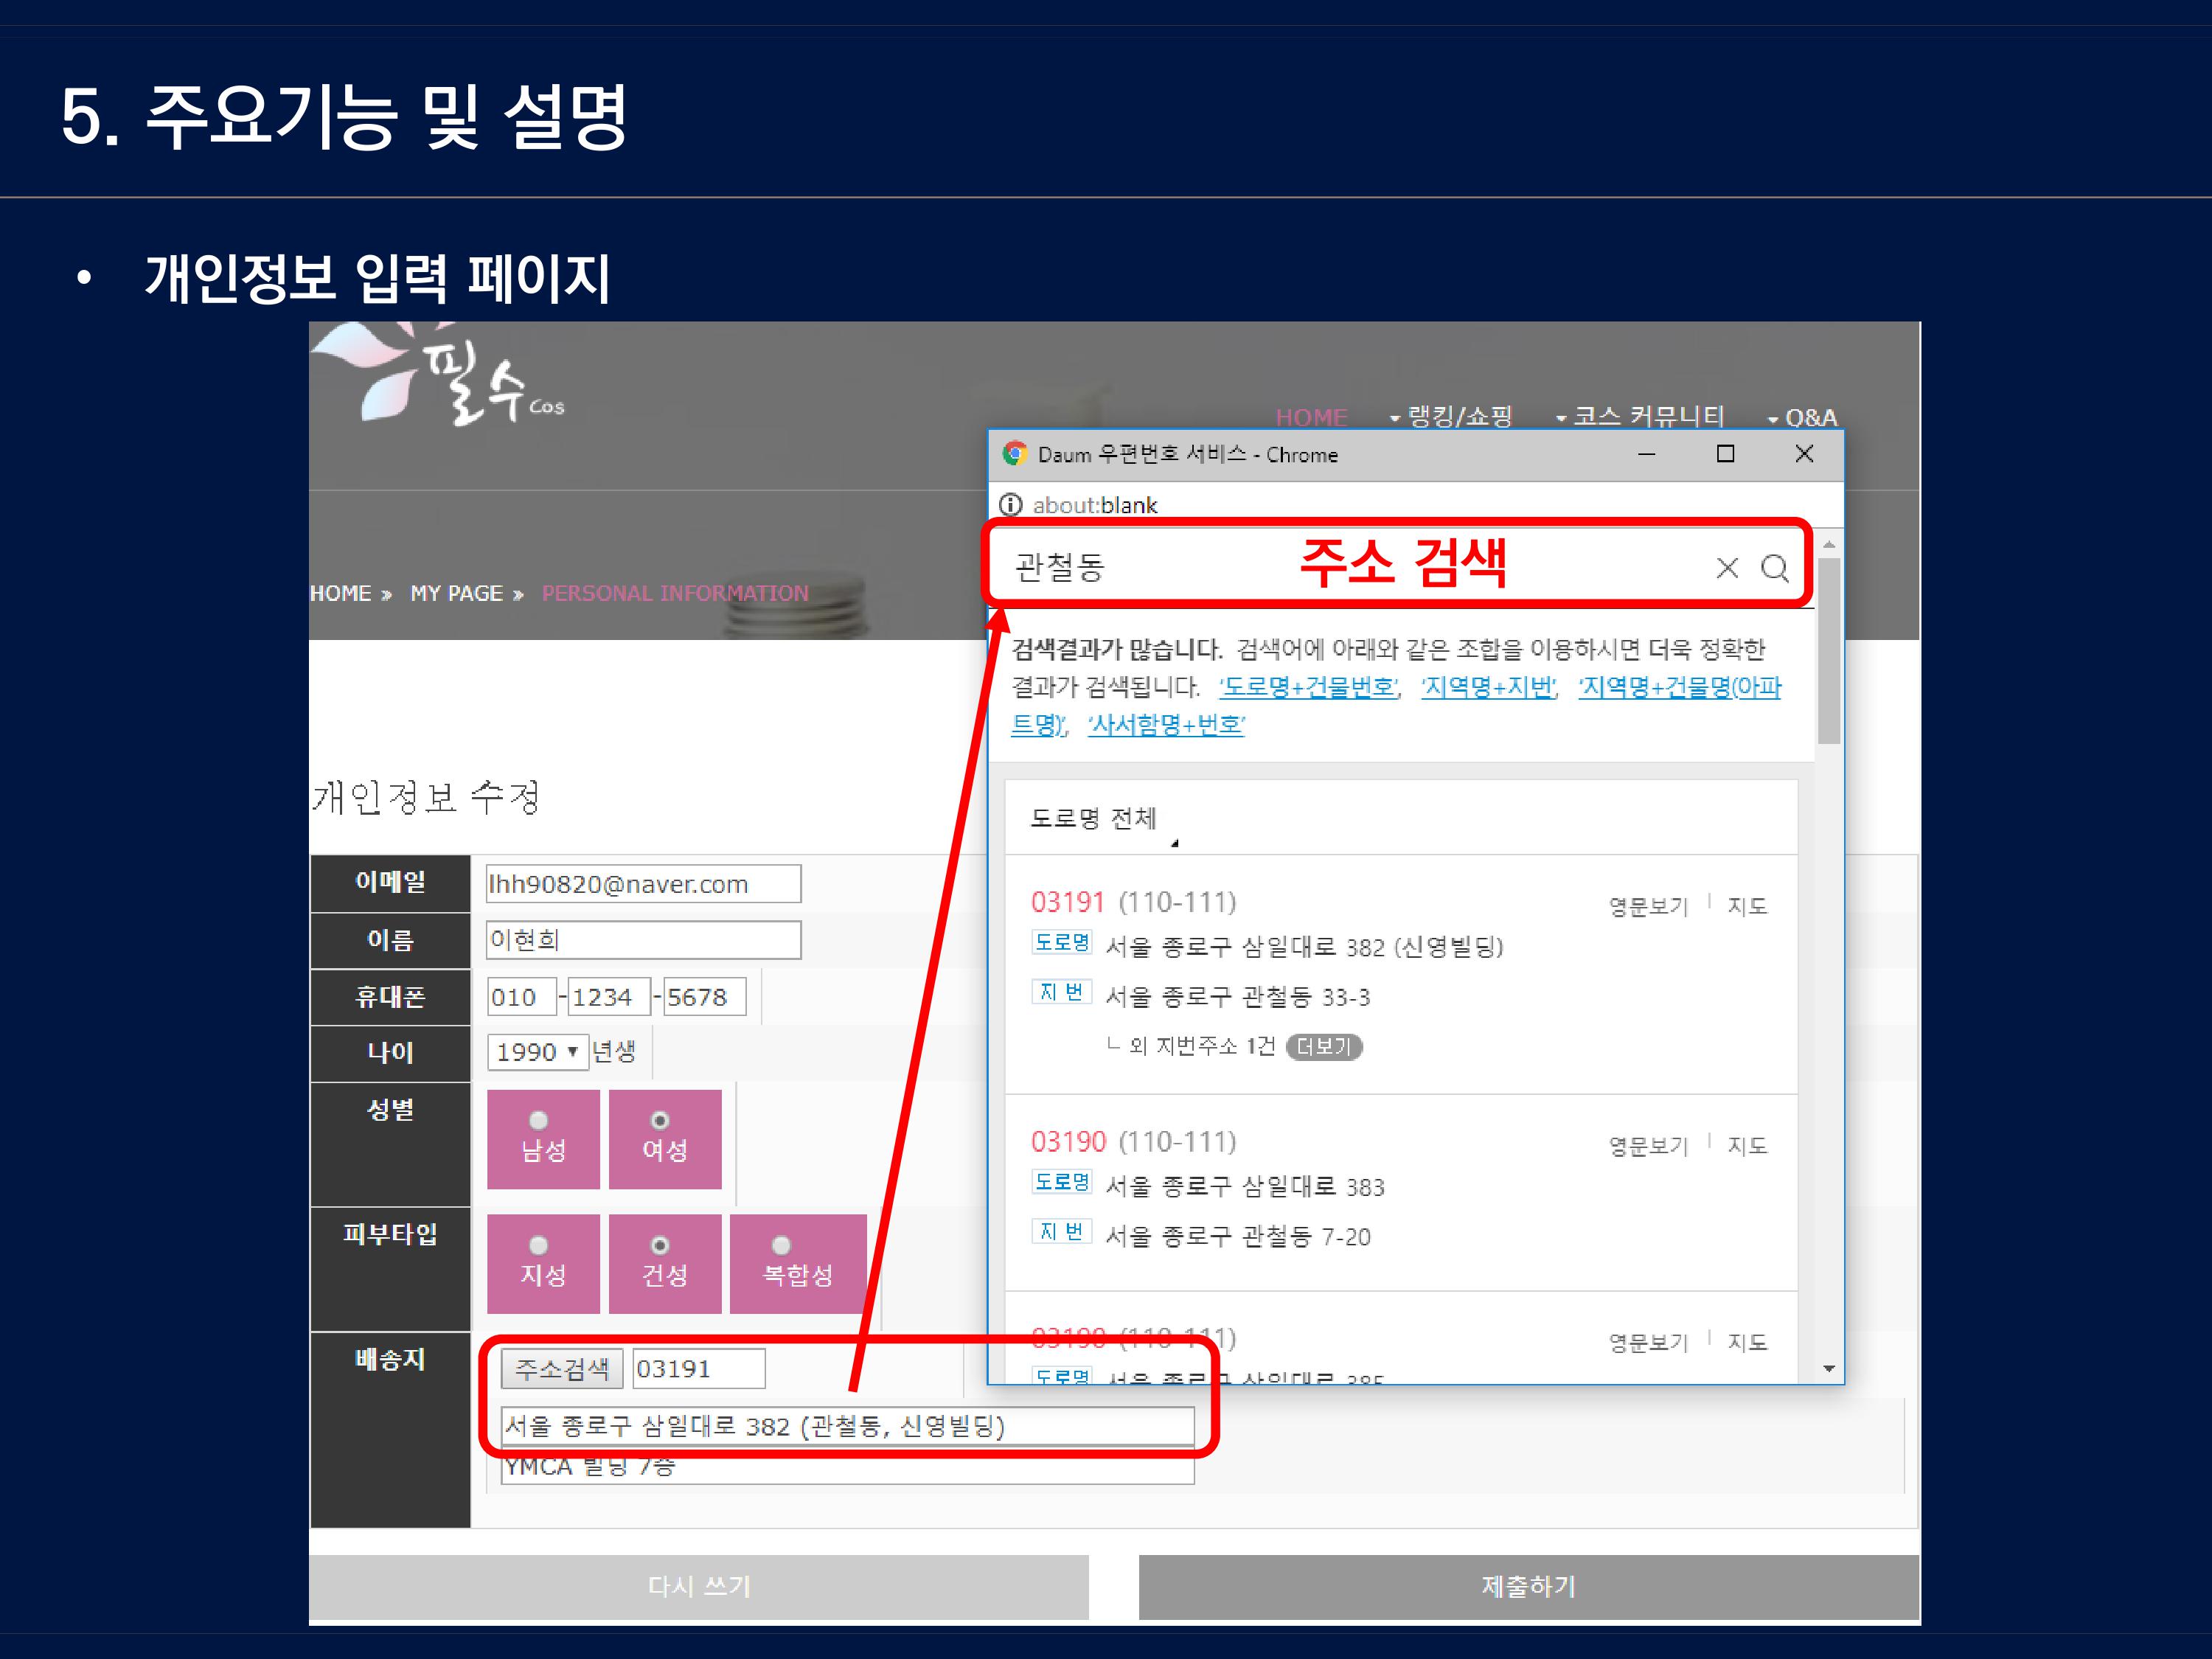 5. 주요기능 및 설명
• 개인정보 입력 페이지
필수 Cos
HOME 랭킹/쇼핑 코스 커뮤니티 Q&A
HOME » MY PAGE » PERSONAL INFORMATION
개인정보 수정
이메일 lhh90820@naver.com
이름 이현희
휴대폰 010 - 1234 - 5678
나이 1990 년생
성별 남성 여성
피부타입 지성 건성 복합성
배송지 주소검색 03191
서울 종로구 삼일대로 382 (관철동, 신영빌딩)
YMCA 빌딩 7층
다시 쓰기 제출하기
Daum 우편번호 서비스 - Chrome
about:blank
관철동 주소 검색
검색결과가 많습니다. 검색어에 아래와 같은 조합을 이용하시면 더욱 정확한
결과가 검색됩니다. '도로명+건물번호', '지역명+지번', '지역명+건물명(아파
트명)', '사서함명+번호'
도로명 전체
03191 (110-111) 영문보기 지도
도로명 서울 종로구 삼일대로 382 (신영빌딩)
지 번 서울 종로구 관철동 33-3
└ 외 지번주소 1건 더보기
03190 (110-111) 영문보기 지도
도로명 서울 종로구 삼일대로 383
지 번 서울 종로구 관철동 7-20
03190 (110-111) 영문보기 지도
도로명 서울 종로구 삼일대로 385